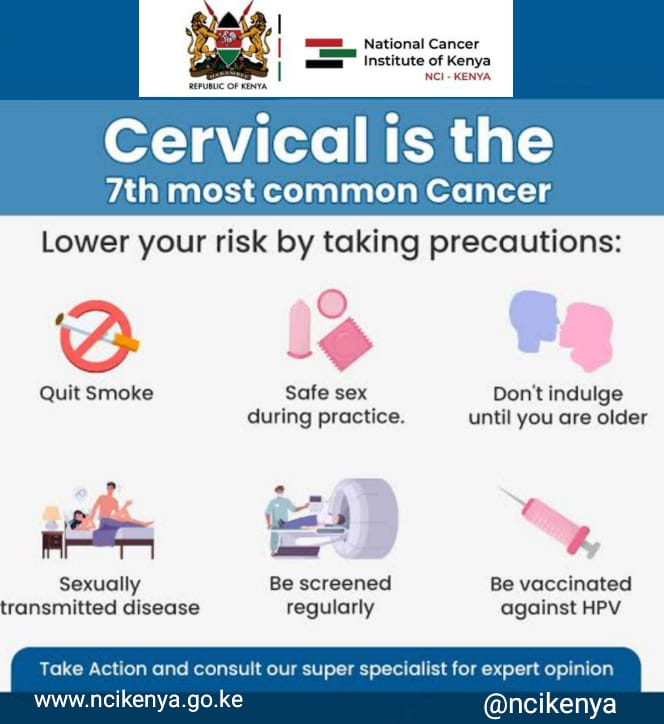 HARAMBEE
REPUBLIC OF KENYA
National Cancer
Institute of Kenya
NCI - KENYA
Cervical is the
7th most common Cancer
Lower your risk by taking precautions:
Quit Smoke
Safe sex
during practice.
Don't indulge
until you are older
Sexually
transmitted disease
Be screened
regularly
Be vaccinated
against HPV
Take Action and consult our super specialist for expert opinion
www.ncikenya.go.ke
@ncikenya